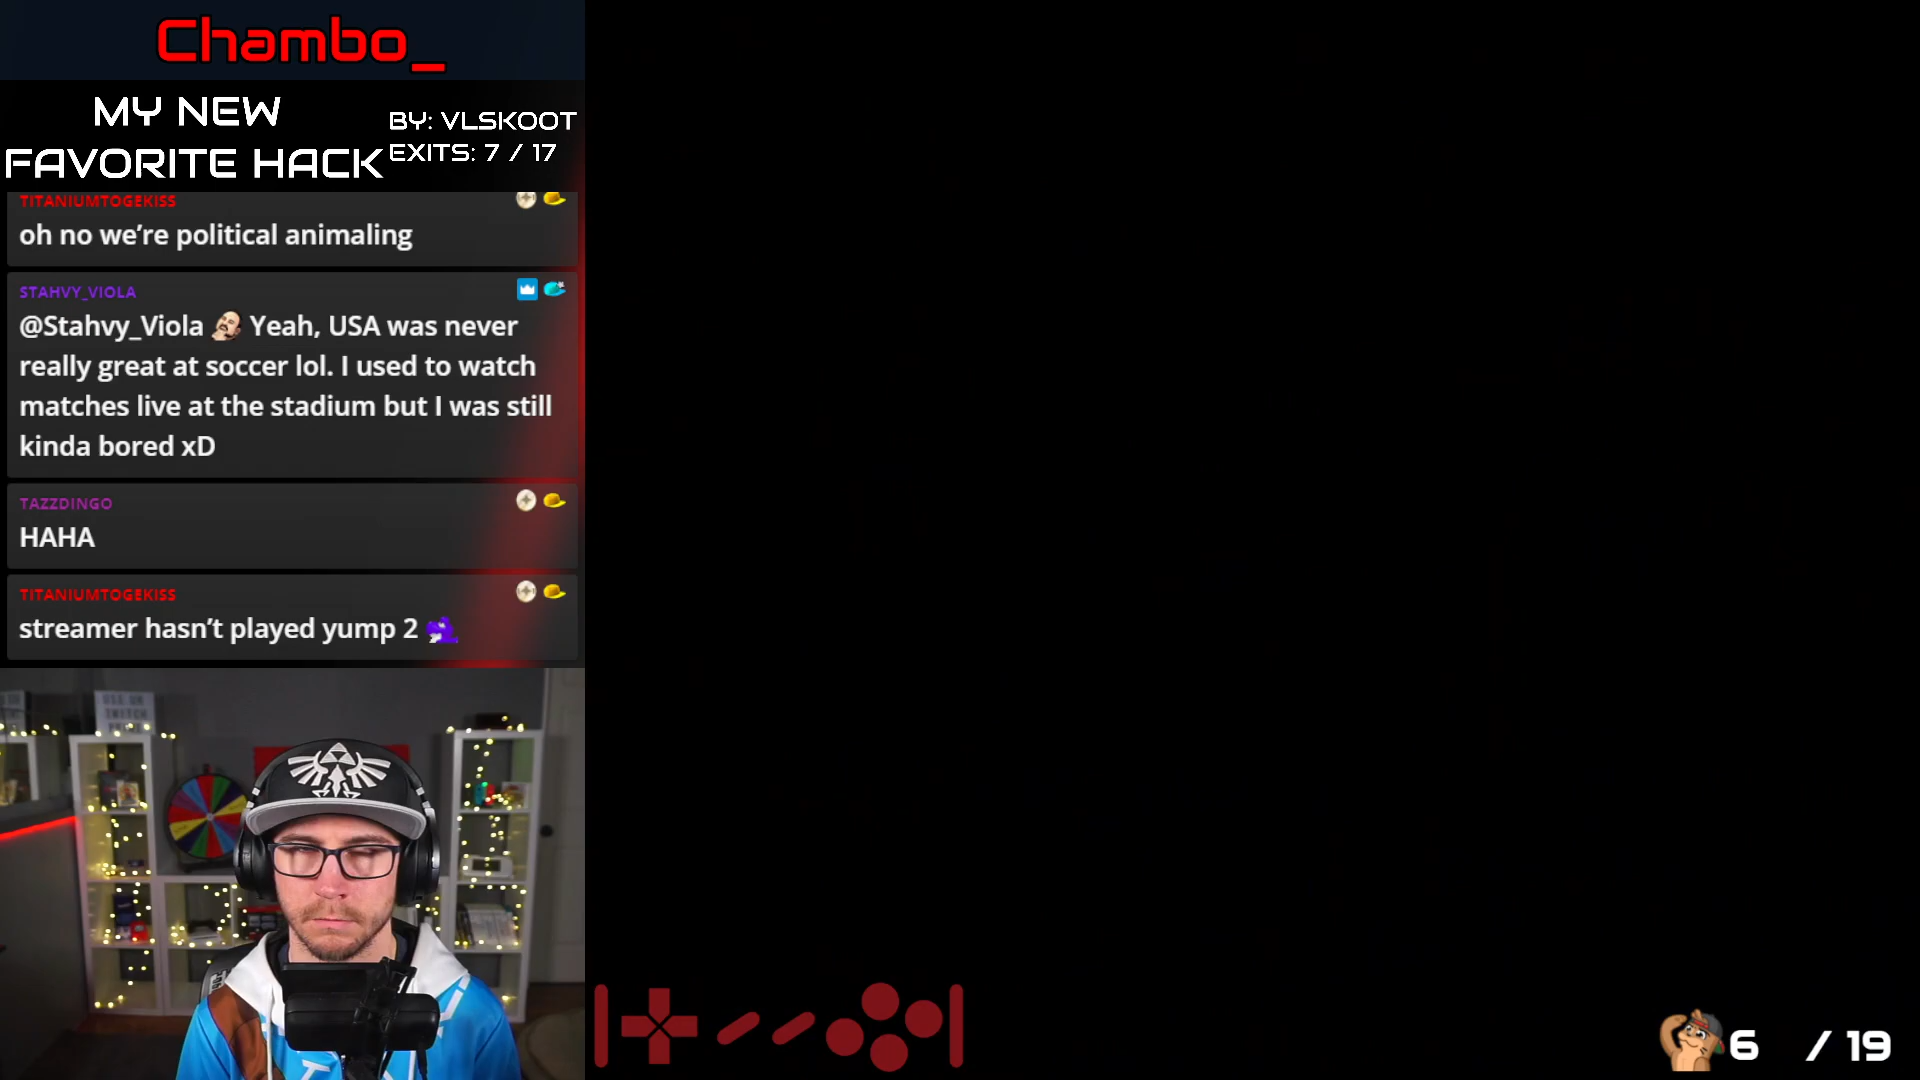 Chambo_
MY NEW
FAVORITE HACK
BY: VLSKOOT
EXITS: 7 / 17
TITANIUMTOGEKISS
oh no we're political animaling
STAHVY_VIOLA
@Stahvy_Viola Yeah, USA was never
really great at soccer lol. I used to watch
matches live at the stadium but I was still
kinda bored xD
TAZZDINGO
HAHA
TITANIUMTOGEKISS
streamer hasn't played yump 2
6 / 19